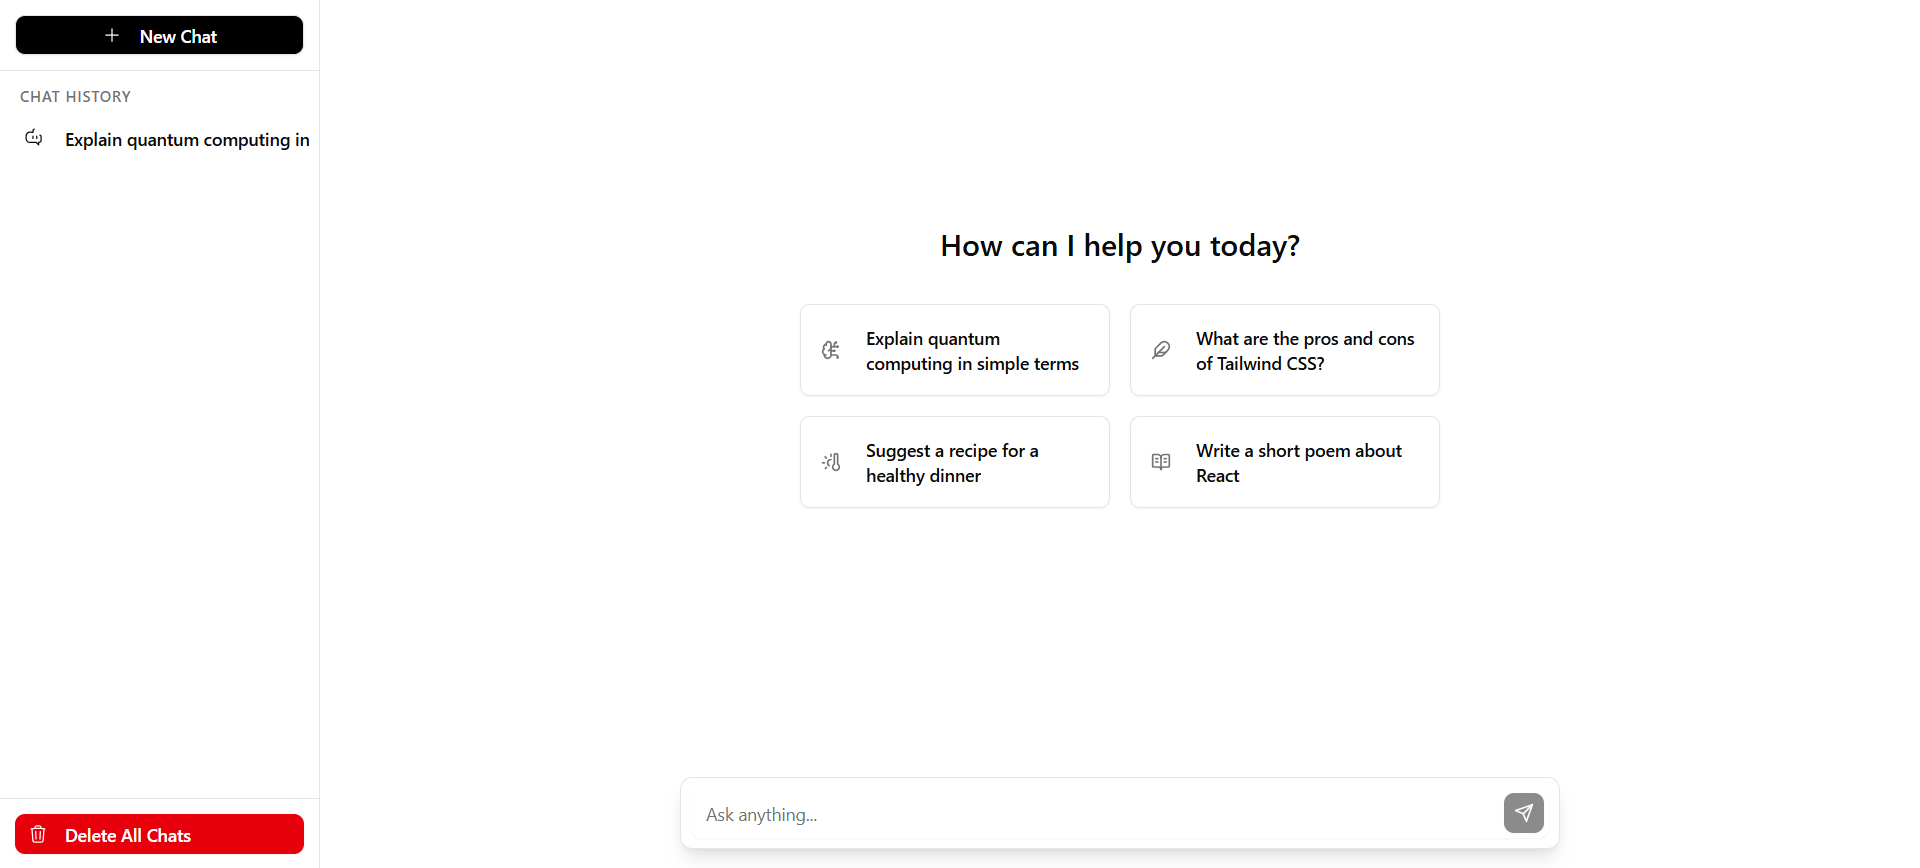 New Chat
CHAT HISTORY
Explain quantum computing in
How can I help you today?
Explain quantum
computing in simple terms
What are the pros and cons
of Tailwind CSS?
Suggest a recipe for a
healthy dinner
Write a short poem about
React
Ask anything...
Delete All Chats